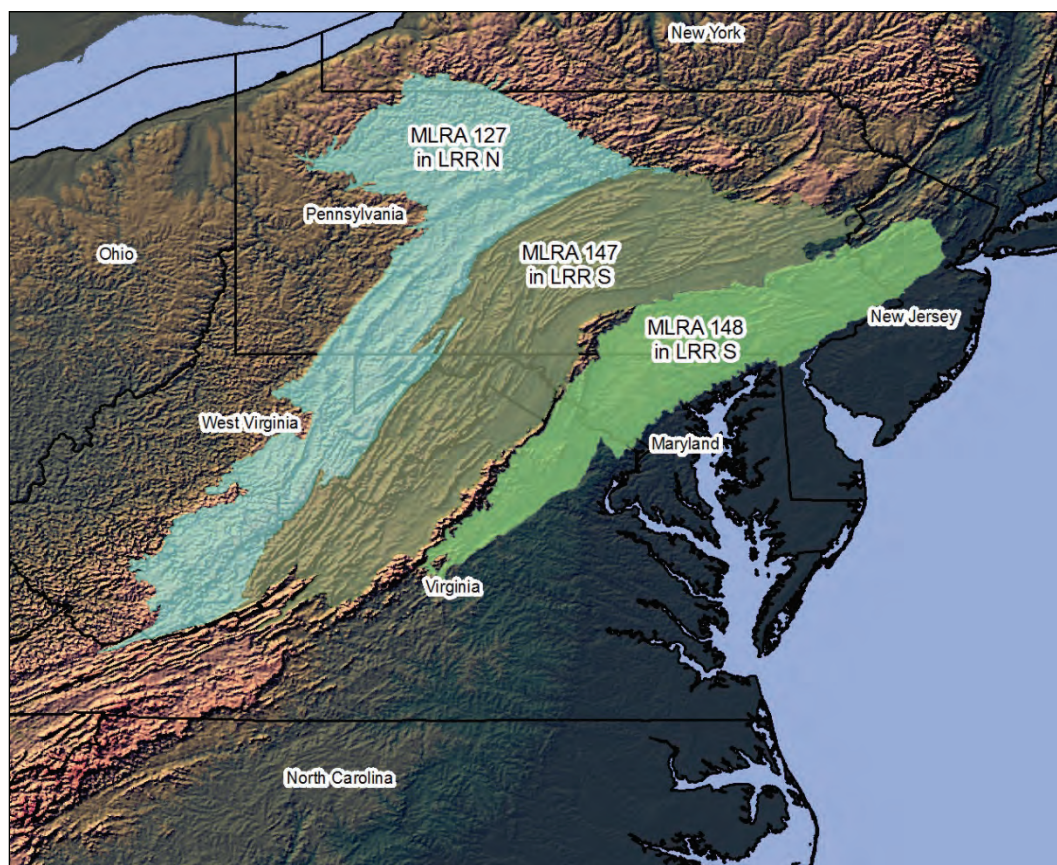 New York
MLRA 127
in LRR N
Pennsylvania
Ohio
MLRA 147
in LRR S
New Jersey
MLRA 148
in LRR S
West Virginia
Maryland
Virginia
North Carolina